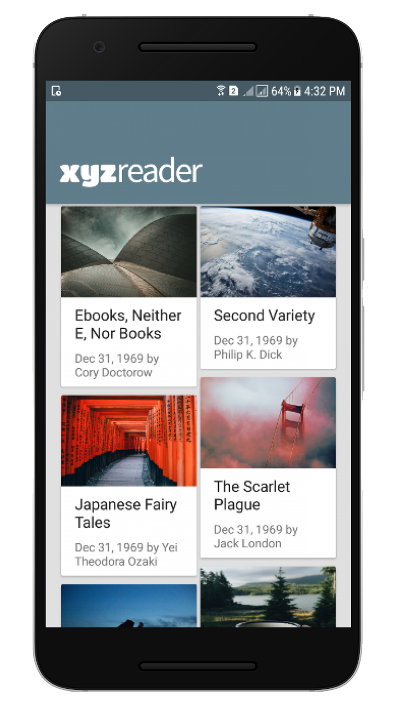 2 64% 4:32 PM
xyzreader
Ebooks, Neither
E, Nor Books
Dec 31, 1969 by
Cory Doctorow
Second Variety
Dec 31, 1969 by
Philip K. Dick
Japanese Fairy
Tales
Dec 31, 1969 by Yei
Theodora Ozaki
The Scarlet
Plague
Dec 31, 1969 by
Jack London